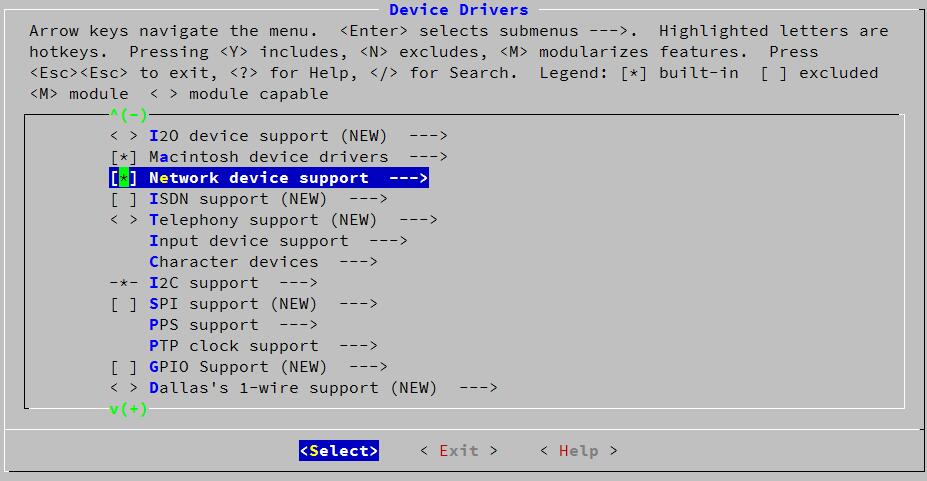 Device Drivers
Arrow keys navigate the menu.  <Enter> selects submenus --->.  Highlighted letters are
hotkeys.  Pressing <Y> includes, <N> excludes, <M> modularizes features.  Press
<Esc><Esc> to exit, <?> for Help, </> for Search.  Legend: [*] built-in  [ ] excluded
<M> module  < > module capable
^(-)
< > I2O device support (NEW)  --->
[*] Macintosh device drivers  --->
[*] Network device support  --->
[ ] ISDN support (NEW)  --->
< > Telephony support (NEW)  --->
Input device support  --->
Character devices  --->
-*- I2C support  --->
[ ] SPI support (NEW)  --->
PPS support  --->
PTP clock support  --->
[ ] GPIO Support (NEW)  --->
< > Dallas's 1-wire support (NEW)  --->
v(+)
<Select>    < Exit >    < Help >